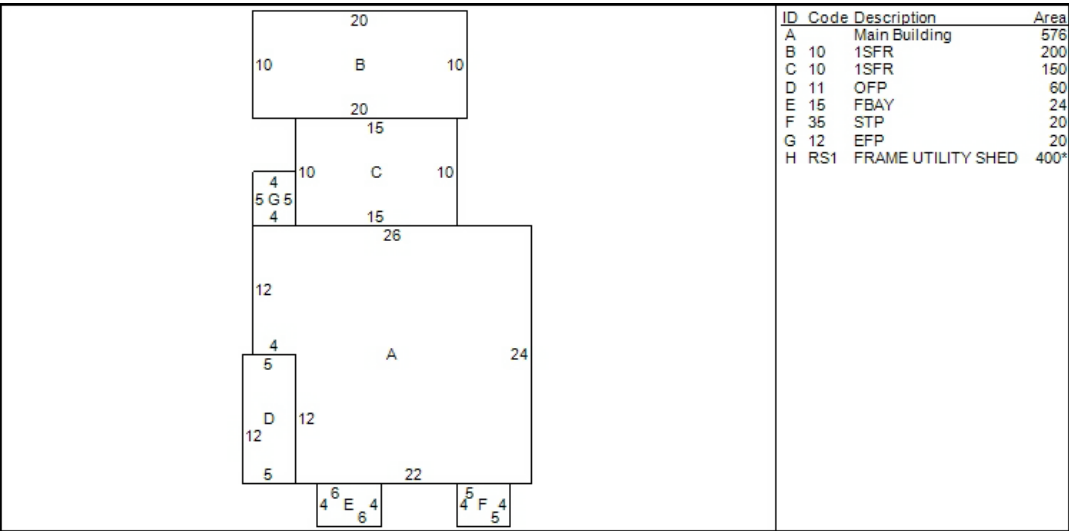 20
10 B 10
20
15
10 C 10
4
5 G 5
4 15
26
12
4
A 24
5
D 12
12
5 22
6 5
4 E 4 4 F 4
6 5
ID Code Description Area
A Main Building 576
B 10 1SFR 200
C 10 1SFR 150
D 11 OFP 60
E 15 FBAY 24
F 35 STP 20
G 12 EFP 20
H RS1 FRAME UTILITY SHED 400*